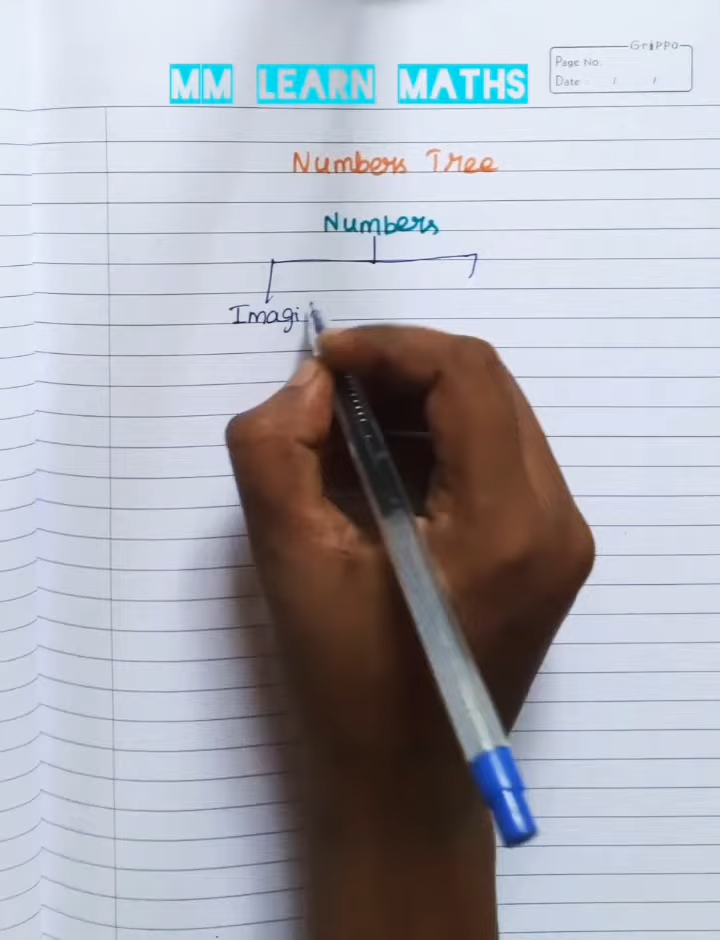 GrippO
Page No.
MM LEARN MATHS
Date / /
Numbers Tree
Numbers
Imagi